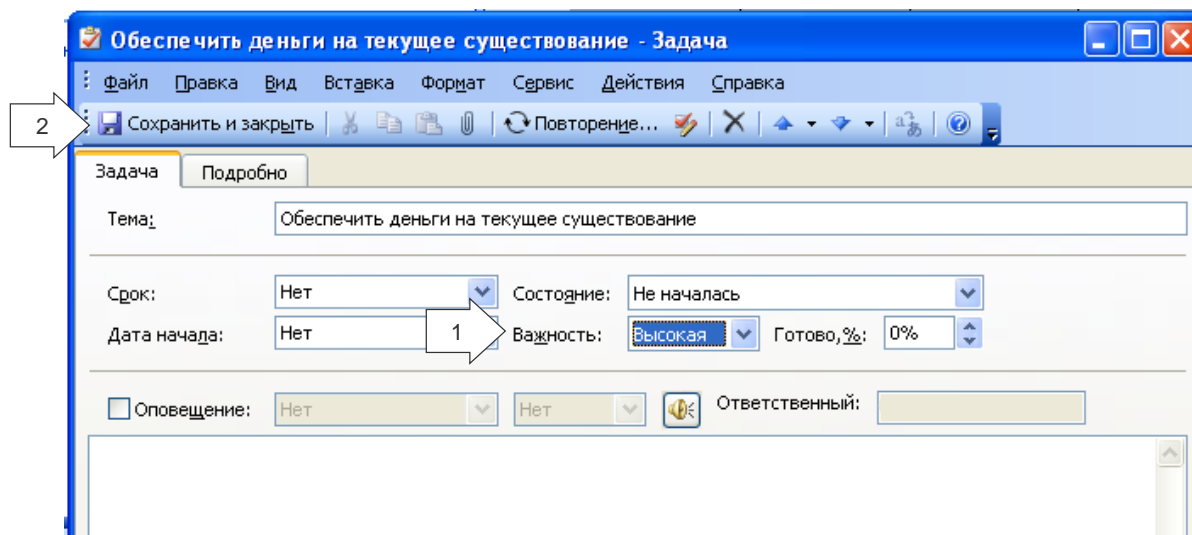 Обеспечить деньги на текущее существование - Задача
Файл Правка Вид Вставка Формат Сервис Действия Справка
2 Сохранить и закрыть Повторение...
Задача Подробно
Тема: Обеспечить деньги на текущее существование
Срок: Нет Состояние: Не началась
Дата начала: Нет 1 Важность: Высокая Готово,%: 0%
Оповещение: Нет Нет Ответственный: